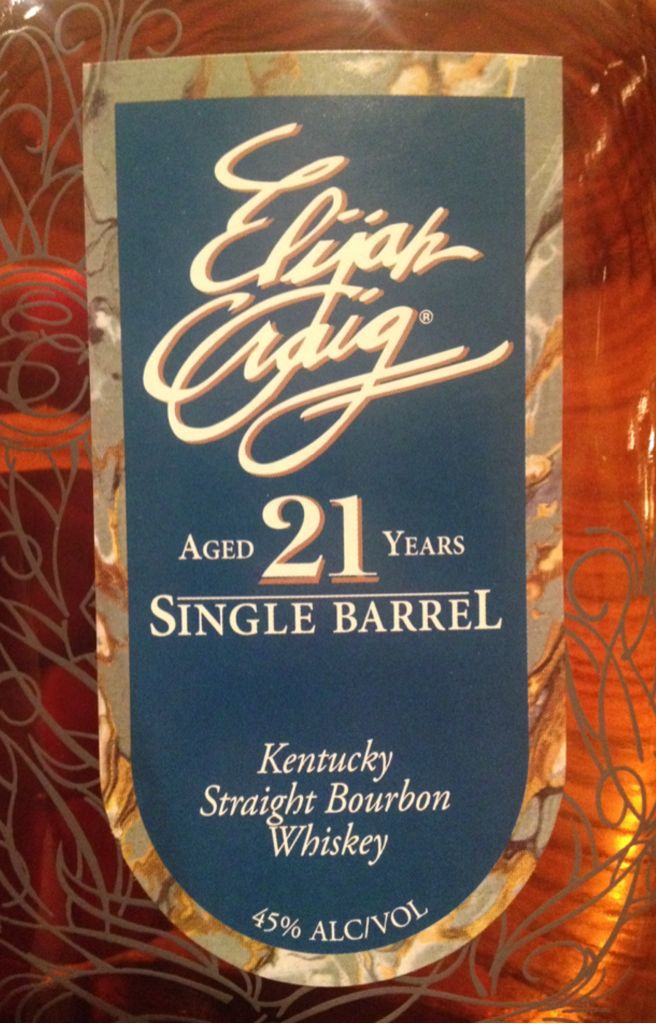 Elijah
Craig®
AGED 21 YEARS
SINGLE BARREL
Kentucky
Straight Bourbon
Whiskey
45% ALC/VOL